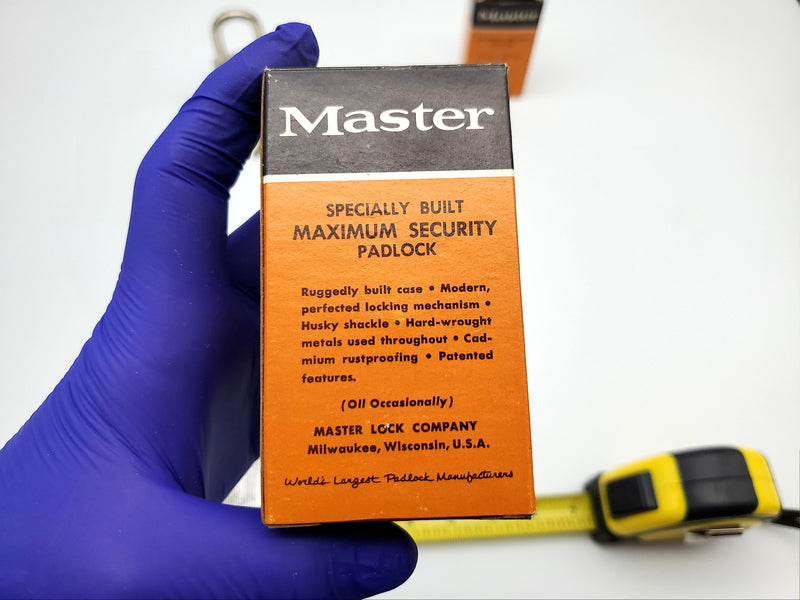 Master
SPECIALLY BUILT
MAXIMUM SECURITY
PADLOCK
Ruggedly built case • Modern,
perfected locking mechanism •
Husky shackle • Hard-wrought
metals used throughout • Cad-
mium rustproofing • Patented
features.
(Oil Occasionally)
MASTER LOCK COMPANY
Milwaukee, Wisconsin, U.S.A.
World's Largest Padlock Manufacturers